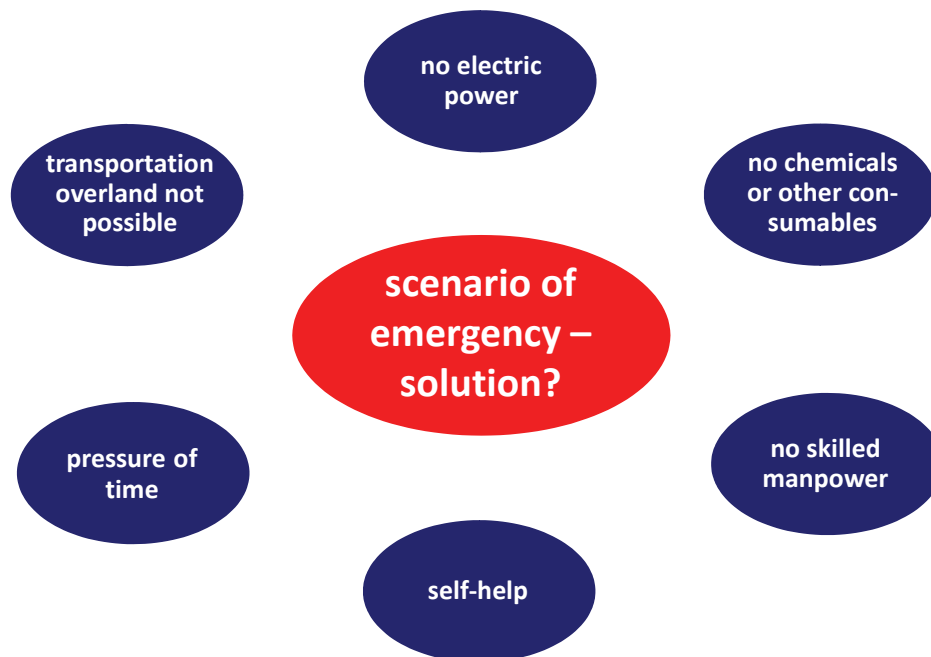 no electric
power
transportation
overland not
possible
no chemicals
or other con-
sumables
scenario of
emergency –
solution?
pressure of
time
no skilled
manpower
self-help